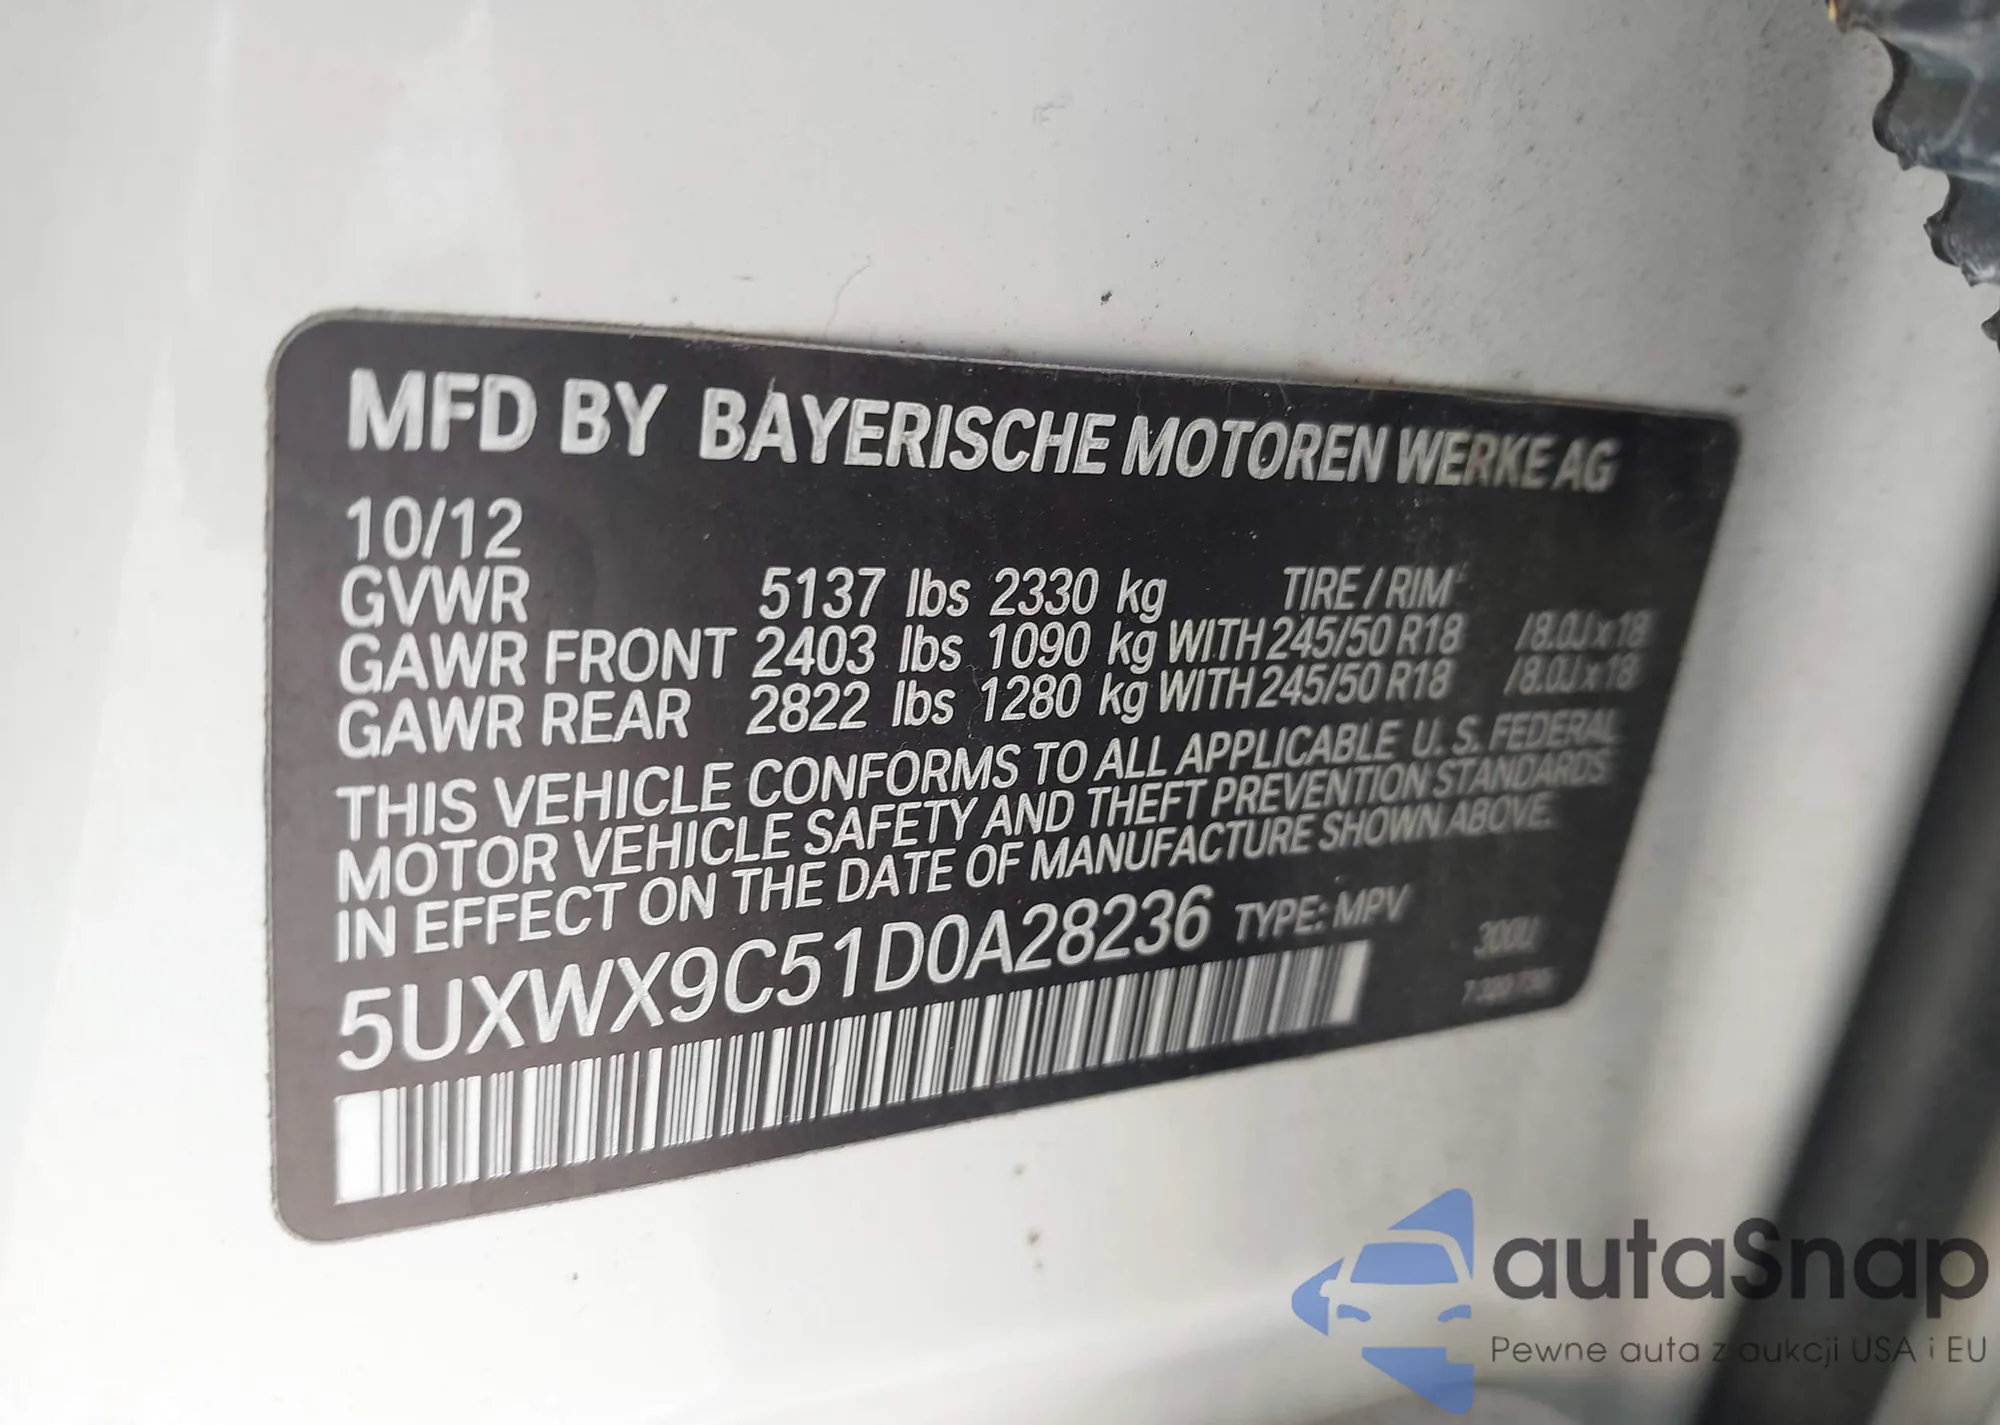 MFD BY BAYERISCHE MOTOREN WERKE AG
10/12
GVWR 5137 lbs 2330 kg TIRE / RIM
GAWR FRONT 2403 lbs 1090 kg WITH 245/50 R18 /8.0J x 18
GAWR REAR 2822 lbs 1280 kg WITH 245/50 R18 /8.0J x 18
THIS VEHICLE CONFORMS TO ALL APPLICABLE U. S. FEDERAL
MOTOR VEHICLE SAFETY AND THEFT PREVENTION STANDARDS
IN EFFECT ON THE DATE OF MANUFACTURE SHOWN ABOVE.
5UXWX9C51D0A28236 TYPE: MPV
300U
autaSnap
Pewne auta z aukcji USA i EU